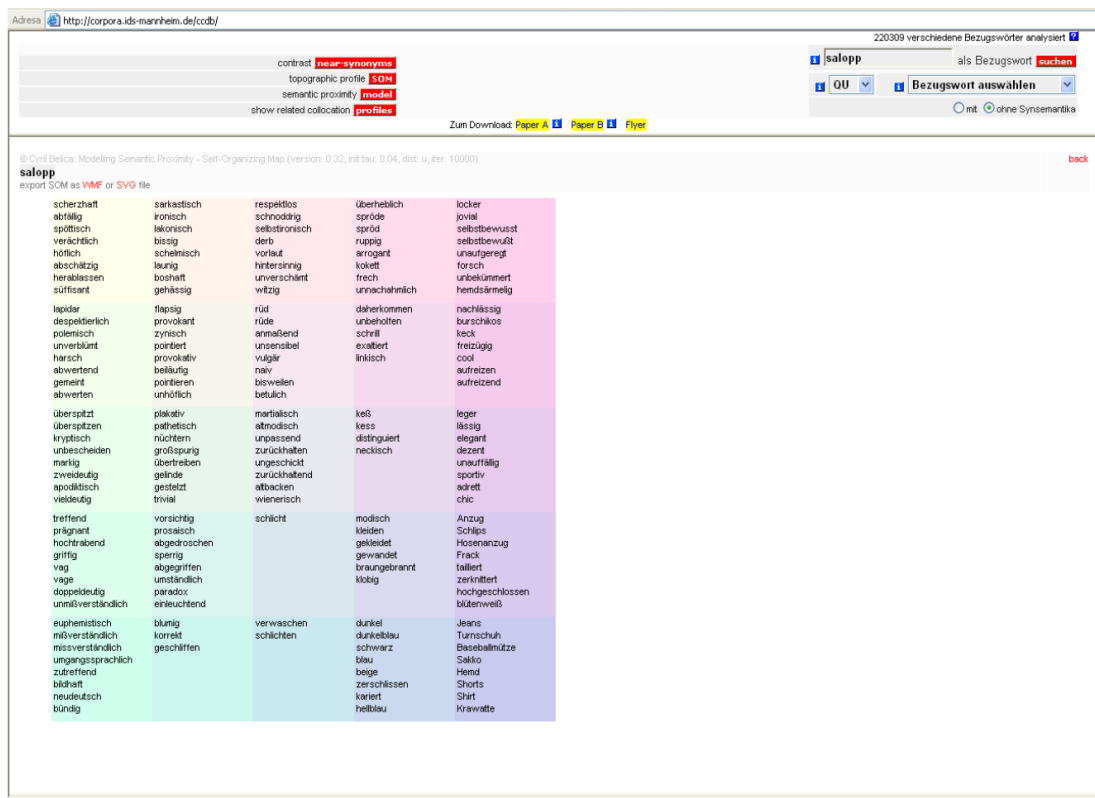 Adresa http://corpora.ids-mannheim.de/ccdb/
220309 verschiedene Bezugswörter analysiert ?
contrast near-synonyms
topographic profile SOM
semantic proximity model
show related collocation profiles
i salopp als Bezugswort suchen
i QU i Bezugswort auswählen
mit ohne Synsemantika
Zum Download: Paper A i Paper B i Flyer
© Cyril Belica: Modelling Semantic Proximity - Self-Organizing Map (version: 0.32, init tau: 0.04, dist: u, iter: 10000) back
salopp
export SOM as WMF or SVG file
scherzhaft sarkastisch respektlos überheblich locker
abfällig ironisch schnoddrig spröde jovial
spöttisch lakonisch selbstironisch spröd selbstbewusst
verächtlich bissig derb ruppig selbstbewußt
höflich schelmisch vorlaut arrogant unaufgeregt
abschätzig launig hintersinnig kokett forsch
herablassen boshaft unverschämt frech unbekümmert
süffisant gehässig witzig unnachahmlich hemdsärmelig
lapidar flapsig rüd daherkommen nachlässig
despektierlich provokant rüde unbeholfen burschikos
polemisch zynisch anmaßend schrill keck
unverblümt pointiert unsensibel exaltiert freizügig
harsch provokativ vulgär linkisch cool
abwertend beiläufig naiv aufreizen
gemeint pointieren bisweilen aufreizend
abwerten unhöflich betulich
überspitzt plakativ martialisch keß leger
überspitzen pathetisch altmodisch kess lässig
kryptisch nüchtern unpassend distinguiert elegant
unbescheiden großspurig zurückhalten neckisch dezent
markig übertreiben ungeschickt unauffällig
zweideutig gelinde zurückhaltend sportiv
apodiktisch gestelzt altbacken adrett
vieldeutig trivial wienerisch chic
treffend vorsichtig schlicht modisch Anzug
prägnant prosaisch kleiden Schlips
hochtrabend abgedroschen gekleidet Hosenanzug
griffig sperrig gewandet Frack
vag abgegriffen braungebrannt tailliert
vage umständlich klobig zerknittert
doppeldeutig paradox hochgeschlossen
unmißverständlich einleuchtend blütenweiß
euphemistisch blumig verwaschen dunkel Jeans
mißverständlich korrekt schlichten dunkelblau Turnschuh
missverständlich geschliffen schwarz Baseballmütze
umgangssprachlich blau Sakko
zutreffend beige Hemd
bildhaft zerschlissen Shorts
neudeutsch kariert Shirt
bündig hellblau Krawatte